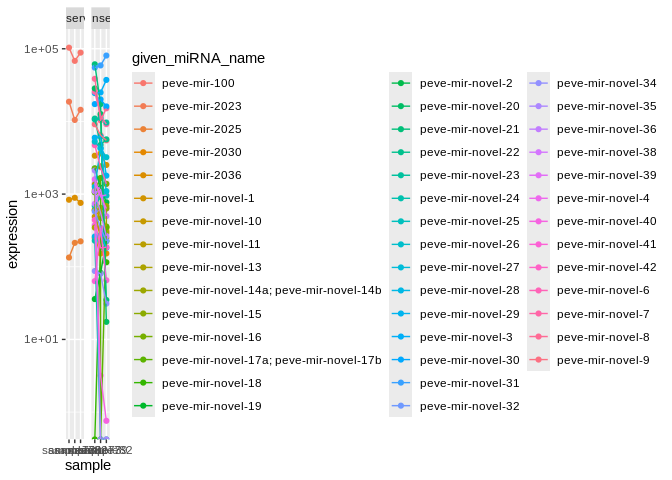 serv nse
given_miRNA_name
1e+05
1e+03
1e+01
expression
sample
peve-mir-100
peve-mir-2023
peve-mir-2025
peve-mir-2030
peve-mir-2036
peve-mir-novel-1
peve-mir-novel-10
peve-mir-novel-11
peve-mir-novel-13
peve-mir-novel-14a; peve-mir-novel-14b
peve-mir-novel-15
peve-mir-novel-16
peve-mir-novel-17a; peve-mir-novel-17b
peve-mir-novel-18
peve-mir-novel-19
peve-mir-novel-2
peve-mir-novel-20
peve-mir-novel-21
peve-mir-novel-22
peve-mir-novel-23
peve-mir-novel-24
peve-mir-novel-25
peve-mir-novel-26
peve-mir-novel-27
peve-mir-novel-28
peve-mir-novel-29
peve-mir-novel-3
peve-mir-novel-30
peve-mir-novel-31
peve-mir-novel-32
peve-mir-novel-34
peve-mir-novel-35
peve-mir-novel-36
peve-mir-novel-38
peve-mir-novel-39
peve-mir-novel-4
peve-mir-novel-40
peve-mir-novel-41
peve-mir-novel-42
peve-mir-novel-6
peve-mir-novel-7
peve-mir-novel-8
peve-mir-novel-9